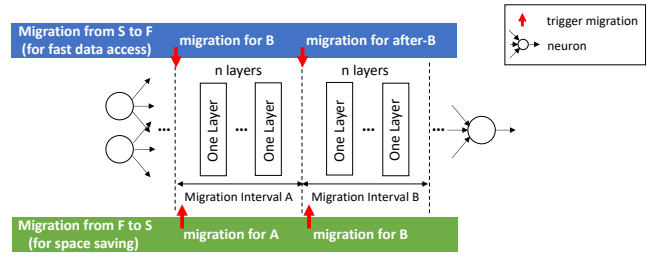 Migration from S to F
(for fast data access)
migration for B
migration for after-B
trigger migration
neuron
n layers
n layers
...
One Layer
...
One Layer
One Layer
...
One Layer
...
Migration Interval A
Migration Interval B
Migration from F to S
(for space saving)
migration for A
migration for B